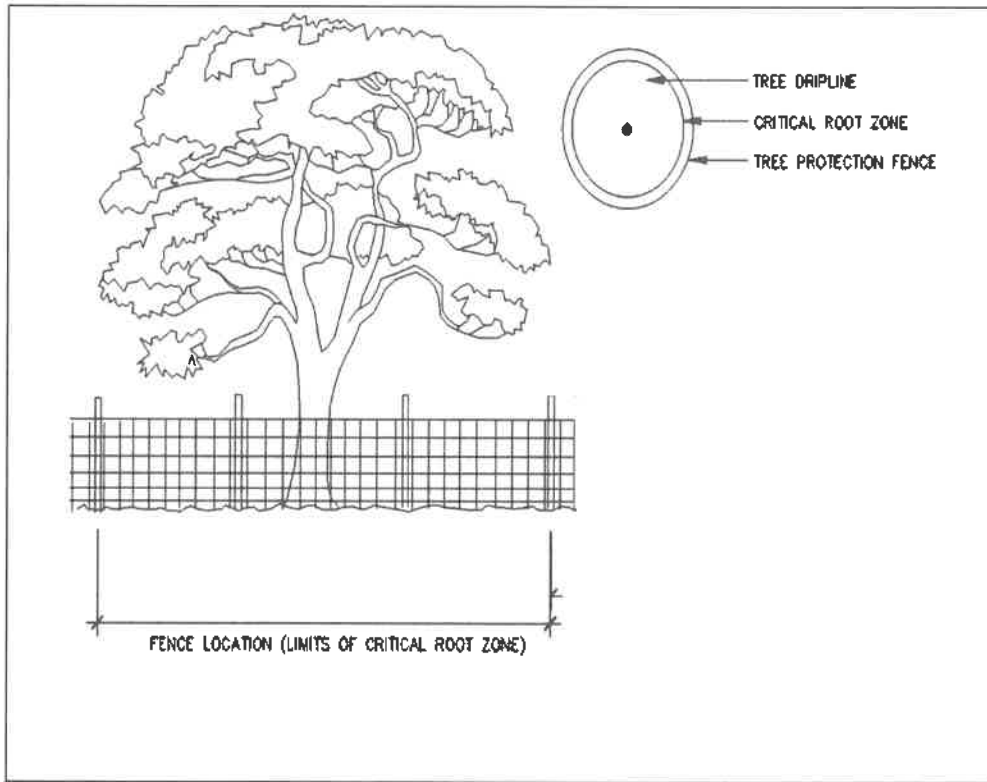 TREE DRIPLINE
CRITICAL ROOT ZONE
TREE PROTECTION FENCE
FENCE LOCATION (LIMITS OF CRITICAL ROOT ZONE)